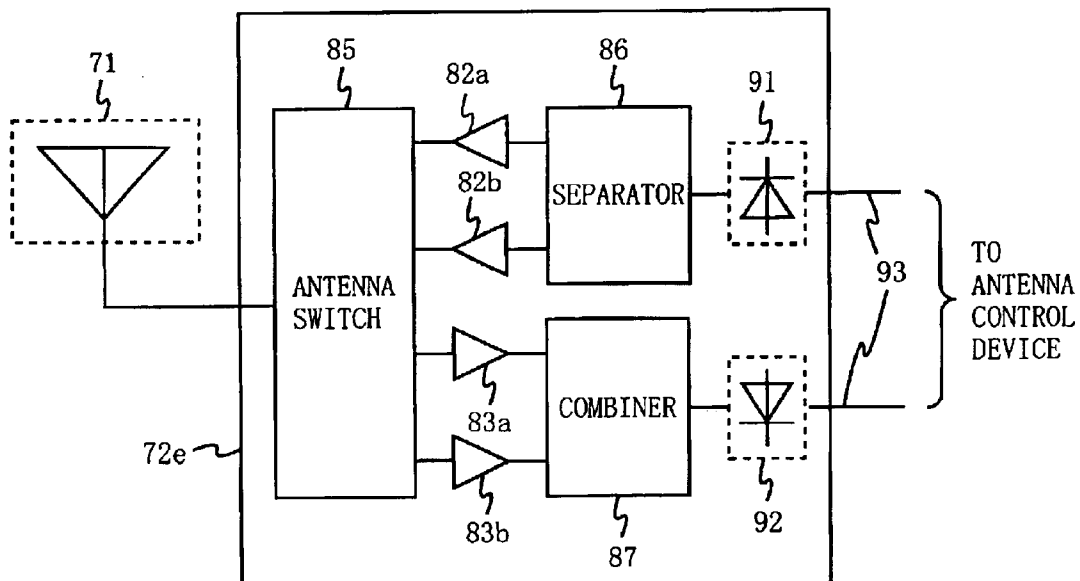 85
86
71
82a
91
82b
SEPARATOR
93
TO
ANTENNA
CONTROL
DEVICE
ANTENNA
SWITCH
83a
COMBINER
72e
83b
87
92